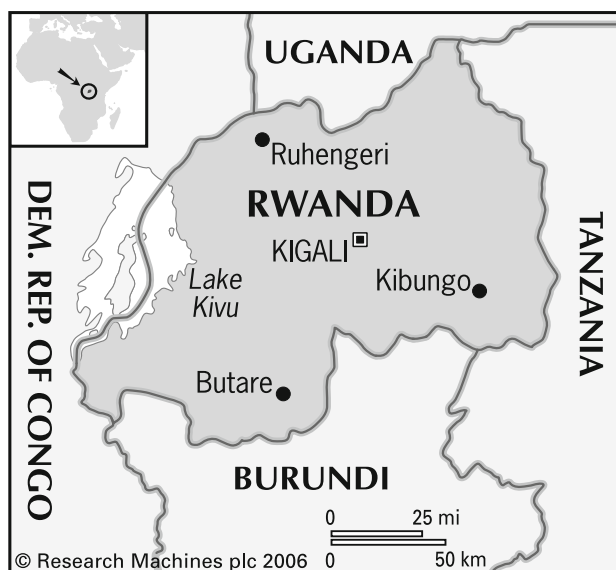 UGANDA
Ruhengeri
RWANDA
KIGALI
Lake
Kivu
Kibungo
Butare
DEM. REP. OF CONGO
TANZANIA
BURUNDI
0 25 mi
0 50 km
© Research Machines plc 2006